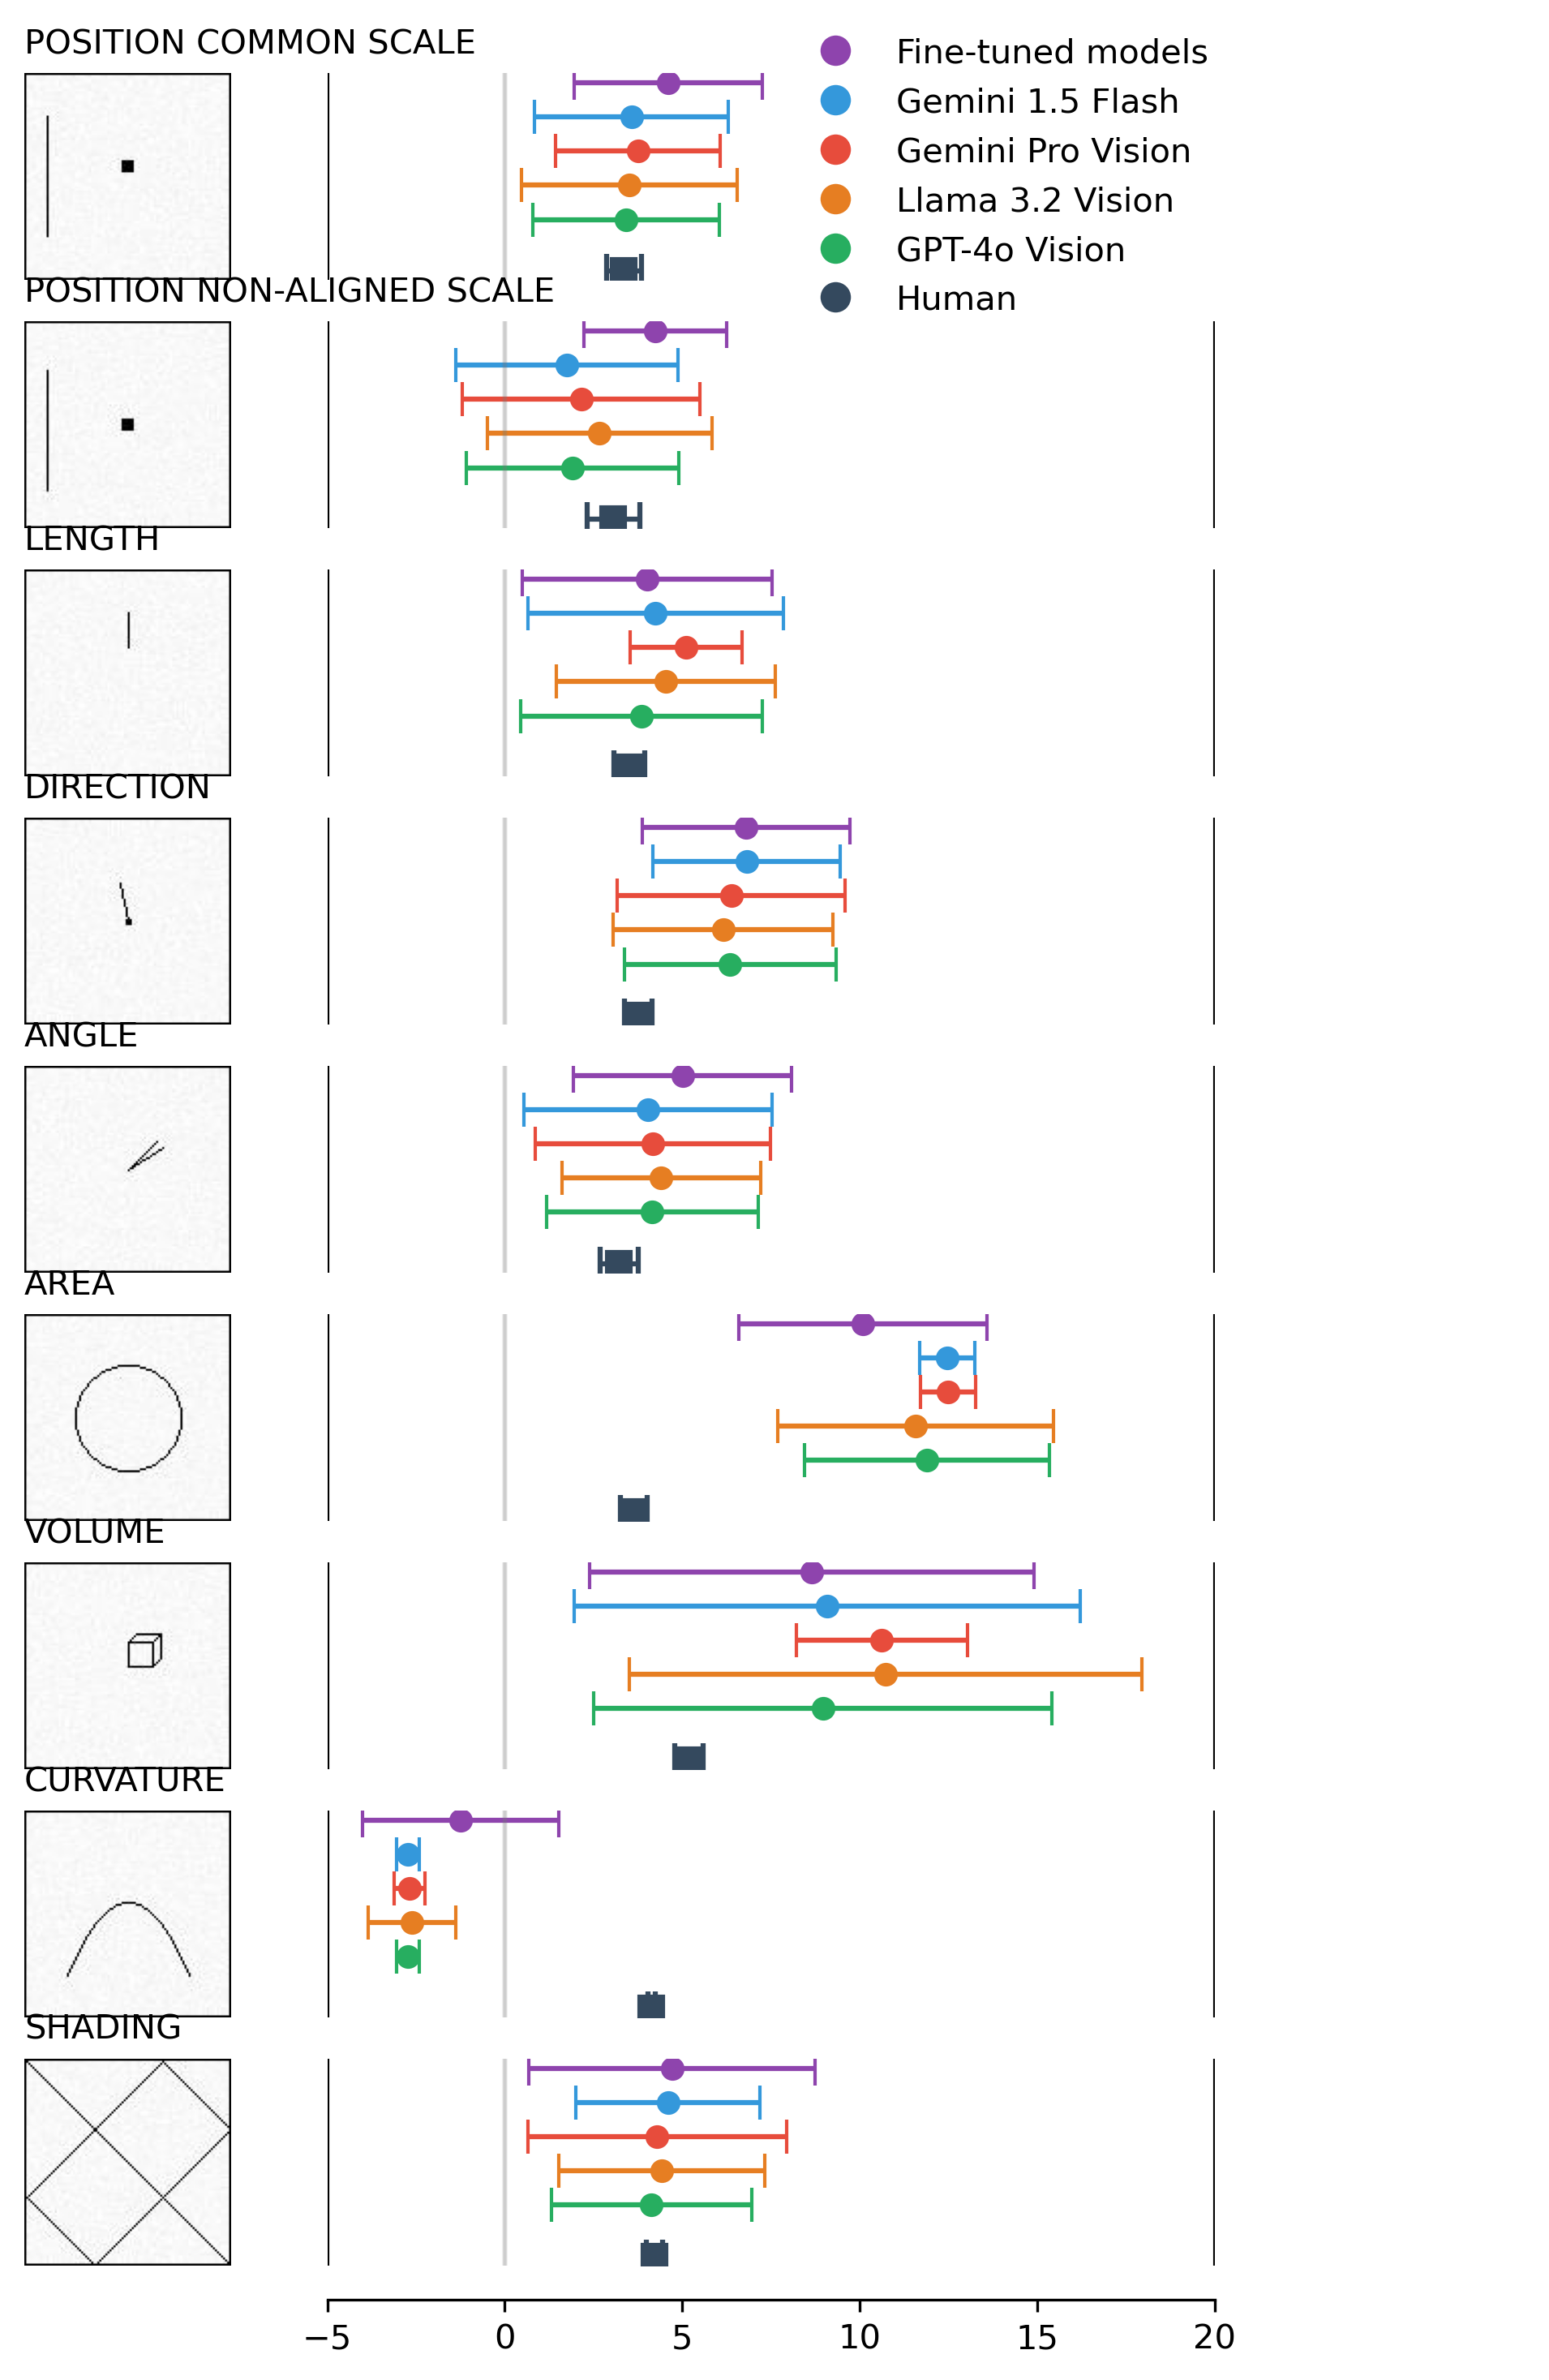 POSITION COMMON SCALE
Fine-tuned models
Gemini 1.5 Flash
Gemini Pro Vision
Llama 3.2 Vision
GPT-4o Vision
Human
POSITION NON-ALIGNED SCALE
LENGTH
DIRECTION
ANGLE
AREA
VOLUME
CURVATURE
SHADING
−5 0 5 10 15 20